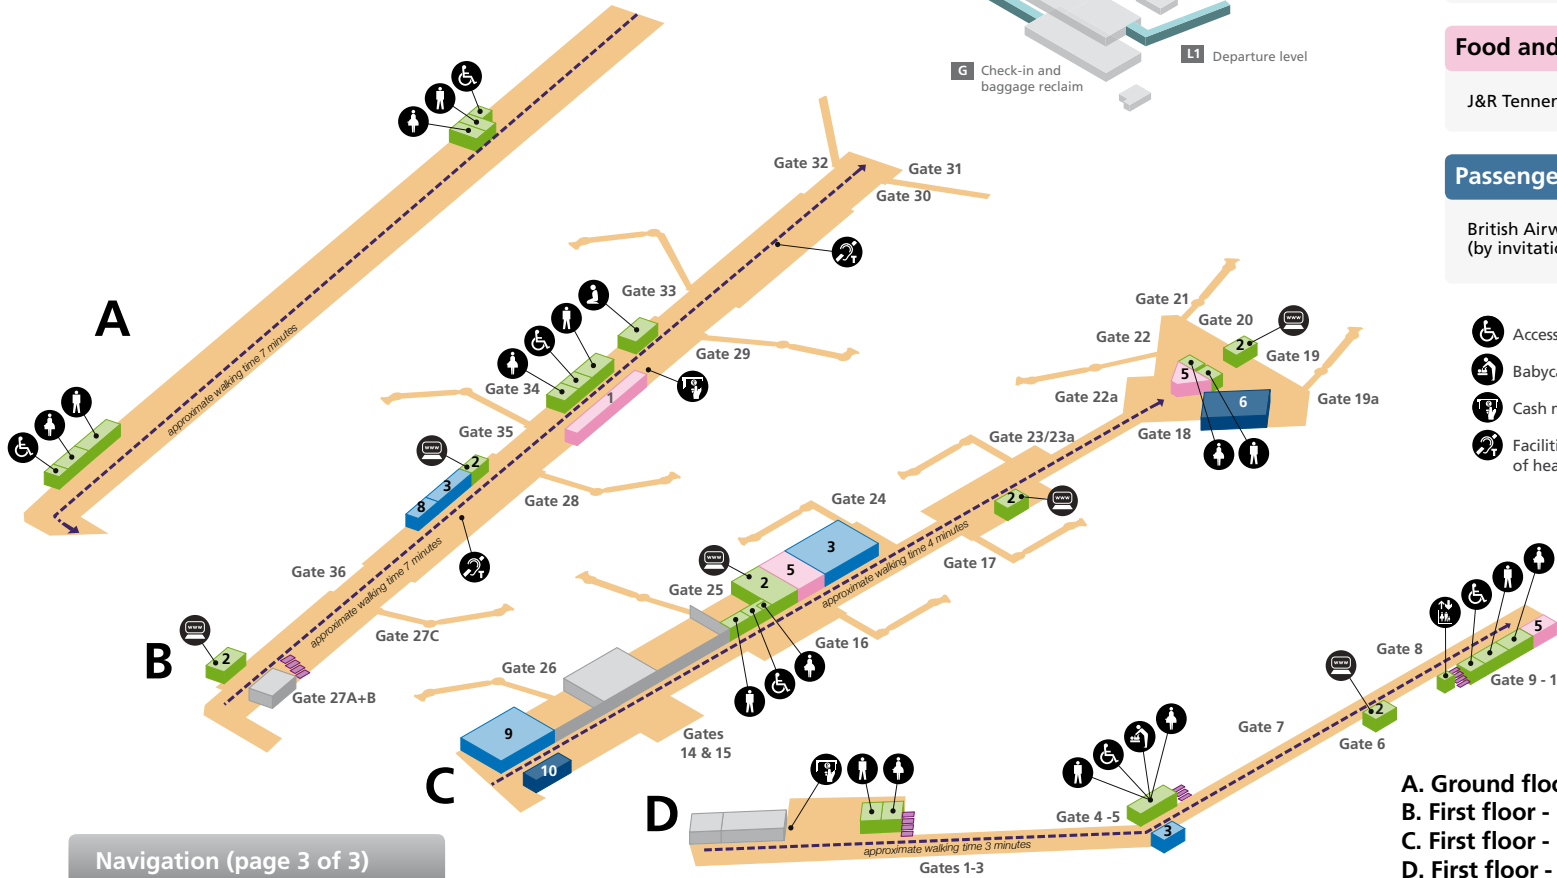 G
Check-in and
baggage reclaim
L1
Departure level
Food and
J&R Tenner
Passenge
British Airw
(by invitatio
Access
Babyca
Cash m
Faciliti
of hea
A
approximate walking time 7 minutes
Gate 32
Gate 31
Gate 30
Gate 33
Gate 29
Gate 34
1
Gate 35
www
2
3
8
Gate 28
Gate 36
approximate walking time 7 minutes
Gate 27C
www
2
B
Gate 27A+B
Gate 21
Gate 20
www
Gate 22
2
Gate 19
5
6
Gate 22a
Gate 19a
Gate 18
Gate 23/23a
2
www
Gate 24
Gate 17
approximate walking time 4 minutes
3
5
www
2
Gate 25
Gate 16
Gate 26
Gates
14 & 15
9
10
C
D
approximate walking time 3 minutes
Gates 1-3
Gate 4 -5
3
Gate 7
www
2
Gate 6
Gate 8
5
Gate 9 - 1
A. Ground floo
B. First floor -
C. First floor -
D. First floor -
Navigation (page 3 of 3)